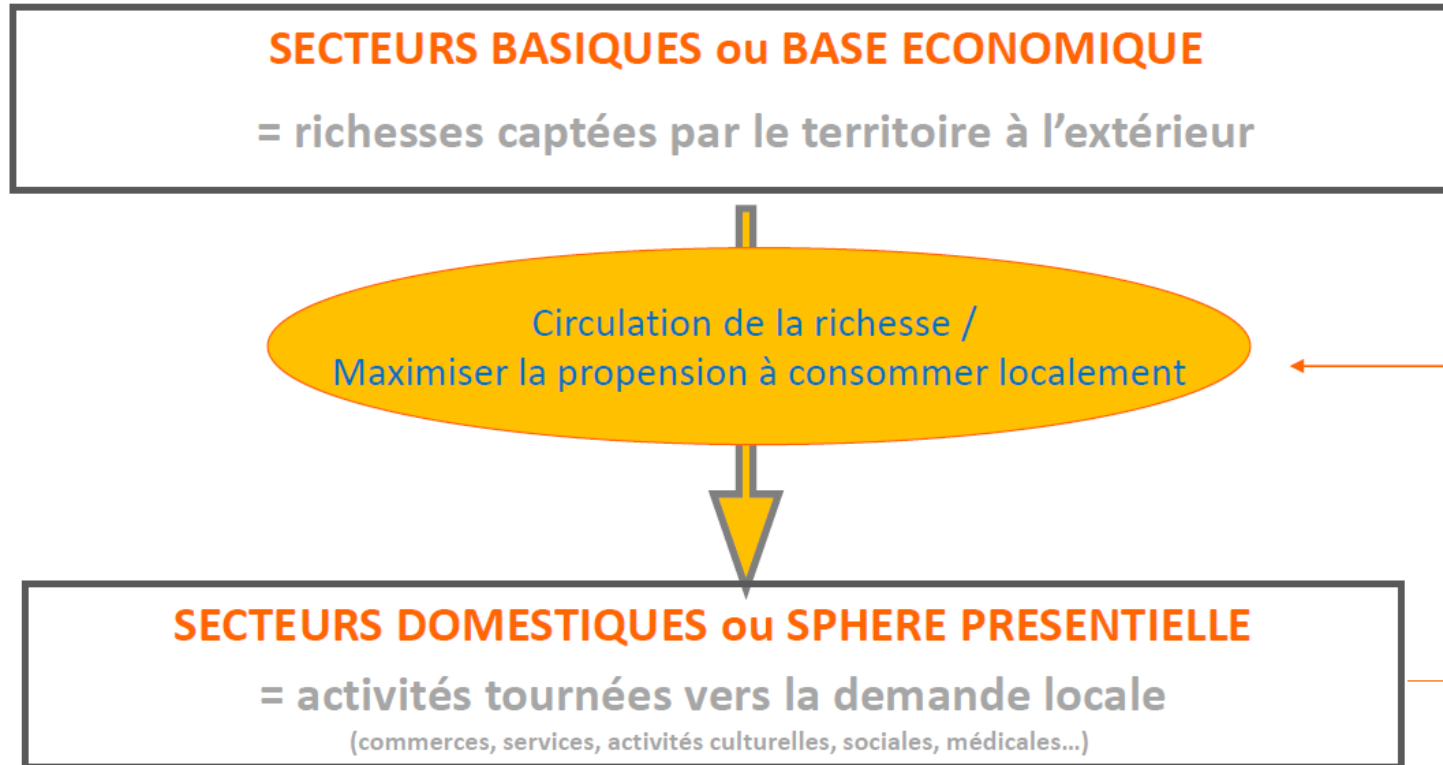 SECTEURS BASIQUES ou BASE ECONOMIQUE
= richesses captées par le territoire à l’extérieur
Circulation de la richesse /
Maximiser la propension à consommer localement
SECTEURS DOMESTIQUES ou SPHERE PRESENTIELLE
= activités tournées vers la demande locale
(commerces, services, activités culturelles, sociales, médicales…)